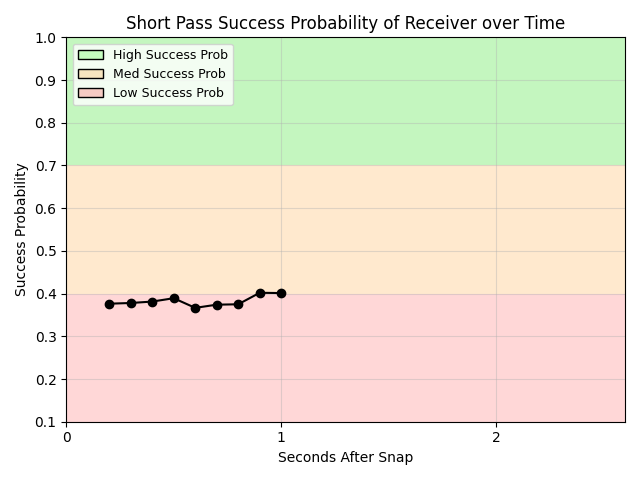 Short Pass Success Probability of Receiver over Time
1.0
High Success Prob
Med Success Prob
Low Success Prob
0.9
0.8
0.7
0.6
0.5
0.4
0.3
0.2
0.1
Success Probability
0
1
2
Seconds After Snap